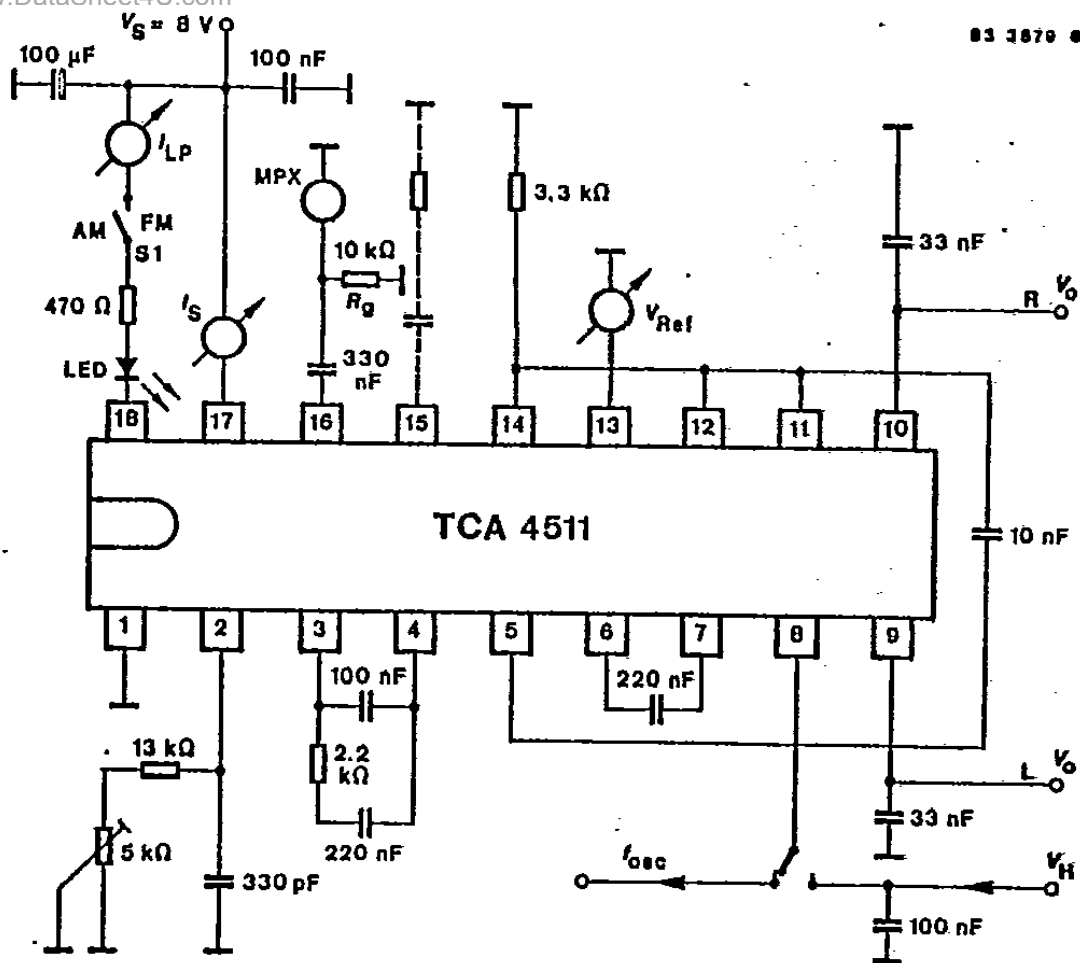 V_S = 8 V
100 µF
100 nF
I_LP
MPX
AM
FM
S1
470 Ω
I_S
10 kΩ
R_g
330
nF
3,3 kΩ
V_Ref
33 nF
R
V_o
LED
18
17
16
15
14
13
12
11
10
TCA 4511
10 nF
1
2
3
4
5
6
7
8
9
100 nF
220 nF
13 kΩ
2.2
kΩ
5 kΩ
220 nF
330 pF
L
V_o
33 nF
f_osc
V_H
100 nF